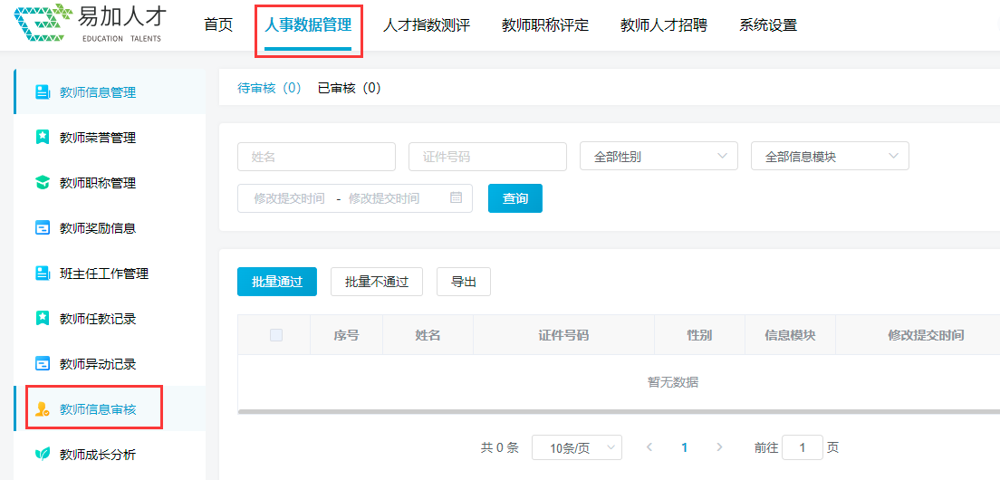 易加人才
EDUCATION TALENTS
首页 人事数据管理 人才指数测评 教师职称评定 教师人才招聘 系统设置
教师信息管理
教师荣誉管理
教师职称管理
教师奖励信息
班主任工作管理
教师任教记录
教师异动记录
教师信息审核
教师成长分析
待审核（0） 已审核（0）
姓名 证件号码 全部性别 全部信息模块
修改提交时间 - 修改提交时间 查询
批量通过 批量不通过 导出
序号 姓名 证件号码 性别 信息模块 修改提交时间
暂无数据
共 0 条 10条/页 < 1 > 前往 1 页